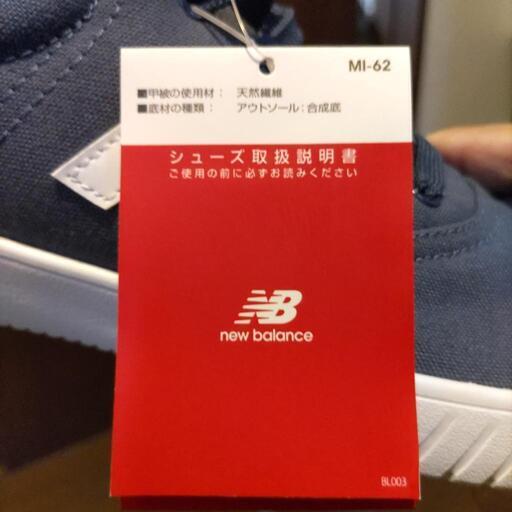 MI-62
■甲被の使用材： 天然繊維
■底材の種類： アウトソール：合成底
シューズ取扱説明書
ご使用の前に必ずお読みください
NB
new balance
BL003